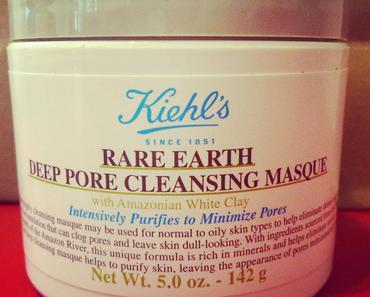 Kiehl's
SINCE 1851
RARE EARTH
DEEP PORE CLEANSING MASQUE
with Amazonian White Clay
Intensively Purifies to Minimize Pores
cleansing masque may be used for normal to oily skin types to help eliminate
that can clog pores and leave skin dull-looking. With ingredients sourced from
of the Amazon River, this unique formula is rich in minerals and helps eliminate
cleansing masque helps to purify skin, leaving the appearance of pores
Net Wt. 5.0 oz. - 142 g